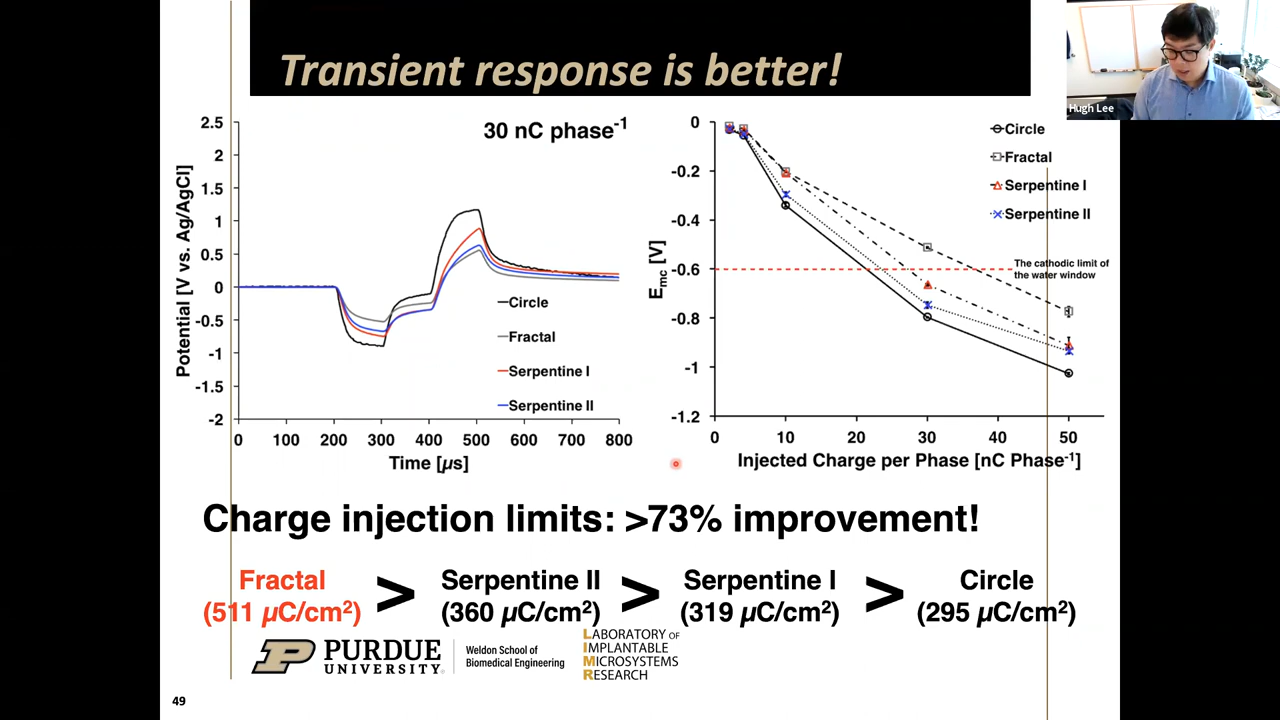 Transient response is better!
Hugh Lee
30 nC phase-1
2.5
2
1.5
1
0.5
0
-0.5
-1
-1.5
-2
Potential [V vs. Ag/AgCl]
0 100 200 300 400 500 600 700 800
Time [µs]
Circle
Fractal
Serpentine I
Serpentine II
0
-0.2
-0.4
-0.6
-0.8
-1
-1.2
Emc [V]
0 10 20 30 40 50
Injected Charge per Phase [nC Phase-1]
Circle
Fractal
Serpentine I
Serpentine II
The cathodic limit of
the water window
Charge injection limits: >73% improvement!
Fractal > Serpentine II > Serpentine I > Circle
(511 µC/cm2) (360 µC/cm2) (319 µC/cm2) (295 µC/cm2)
PURDUE
UNIVERSITY
Weldon School of
Biomedical Engineering
LABORATORY OF
IMPLANTABLE
MICROSYSTEMS
RESEARCH
49